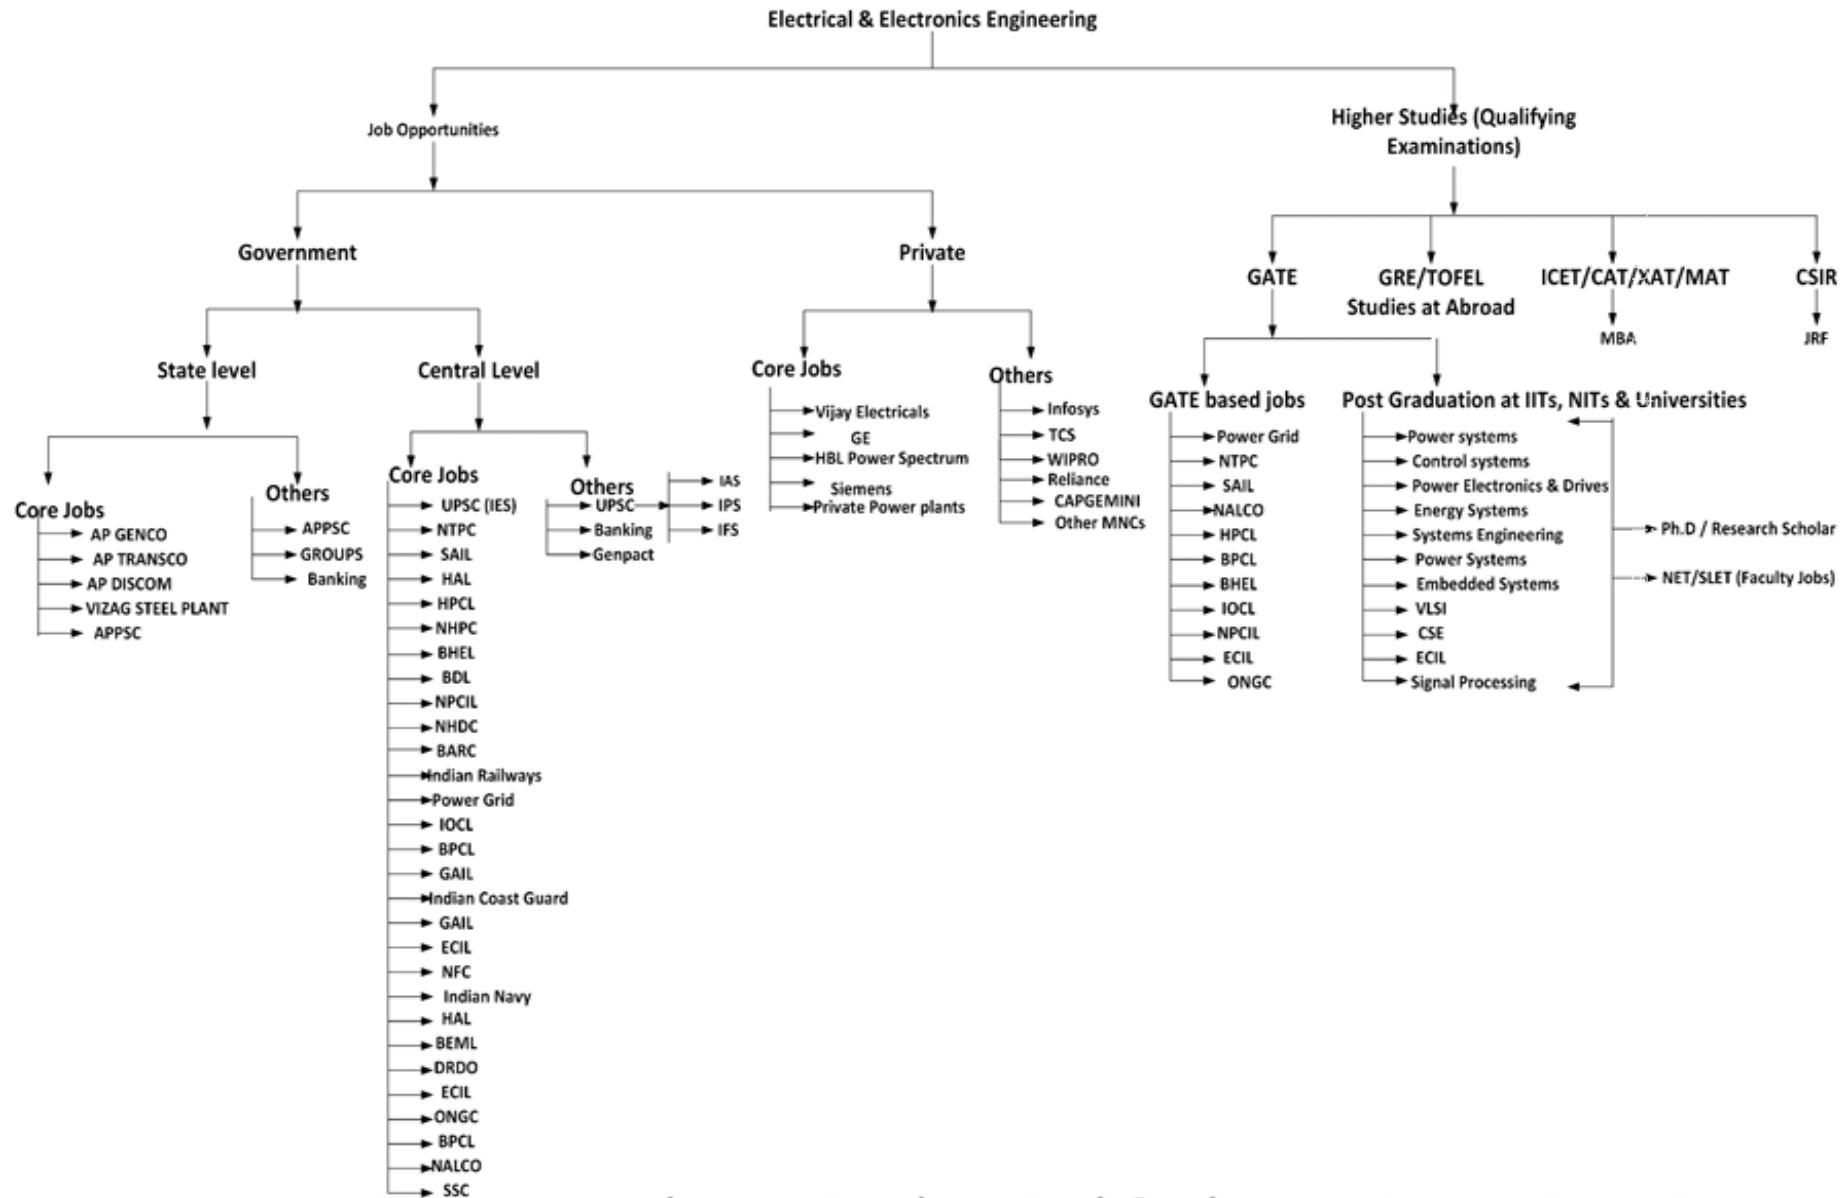 Electrical & Electronics Engineering
Job Opportunities
Higher Studies (Qualifying
Examinations)
Government
Private
GATE
GRE/TOFEL
Studies at Abroad
ICET/CAT/XAT/MAT
MBA
CSIR
JRF
State level
Central Level
Core Jobs
AP GENCO
AP TRANSCO
AP DISCOM
VIZAG STEEL PLANT
APPSC
Others
APPSC
GROUPS
Banking
Core Jobs
UPSC (IES)
NTPC
SAIL
HAL
HPCL
NHPC
BHEL
BDL
NPCIL
NHDC
BARC
Indian Railways
Power Grid
IOCL
BPCL
GAIL
Indian Coast Guard
GAIL
ECIL
NFC
Indian Navy
HAL
BEML
DRDO
ECIL
ONGC
BPCL
NALCO
SSC
Others
UPSC
Banking
Genpact
IAS
IPS
IFS
Core Jobs
Vijay Electricals
GE
HBL Power Spectrum
Siemens
Private Power plants
Others
Infosys
TCS
WIPRO
Reliance
CAPGEMINI
Other MNCs
GATE based jobs
Power Grid
NTPC
SAIL
NALCO
HPCL
BPCL
BHEL
IOCL
NPCIL
ECIL
ONGC
Post Graduation at IITs, NITs & Universities
Power systems
Control systems
Power Electronics & Drives
Energy Systems
Systems Engineering
Power Systems
Embedded Systems
VLSI
CSE
ECIL
Signal Processing
Ph.D / Research Scholar
NET/SLET (Faculty Jobs)